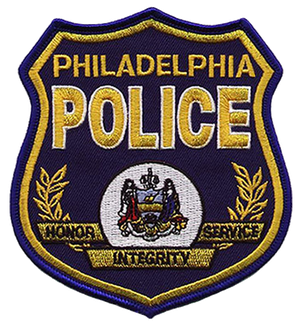 PHILADELPHIA
POLICE
HONOR SERVICE
INTEGRITY